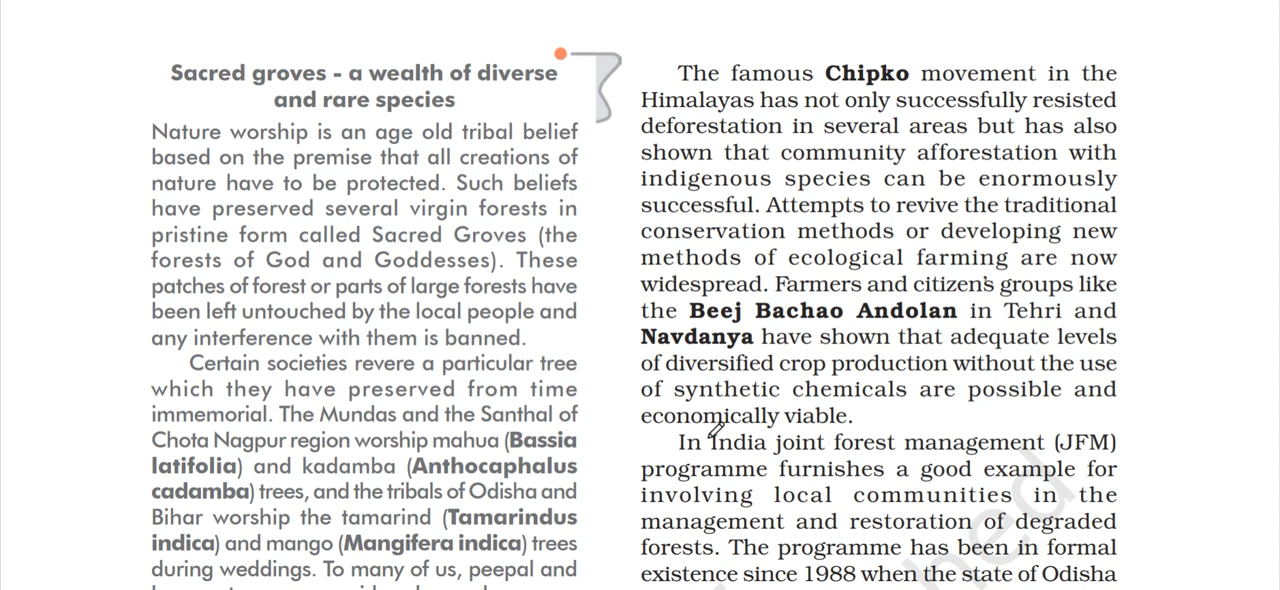 Sacred groves - a wealth of diverse
and rare species
Nature worship is an age old tribal belief
based on the premise that all creations of
nature have to be protected. Such beliefs
have preserved several virgin forests in
pristine form called Sacred Groves (the
forests of God and Goddesses). These
patches of forest or parts of large forests have
been left untouched by the local people and
any interference with them is banned.
Certain societies revere a particular tree
which they have preserved from time
immemorial. The Mundas and the Santhal of
Chota Nagpur region worship mahua (Bassia
latifolia) and kadamba (Anthocaphalus
cadamba) trees, and the tribals of Odisha and
Bihar worship the tamarind (Tamarindus
indica) and mango (Mangifera indica) trees
during weddings. To many of us, peepal and
The famous Chipko movement in the
Himalayas has not only successfully resisted
deforestation in several areas but has also
shown that community afforestation with
indigenous species can be enormously
successful. Attempts to revive the traditional
conservation methods or developing new
methods of ecological farming are now
widespread. Farmers and citizen's groups like
the Beej Bachao Andolan in Tehri and
Navdanya have shown that adequate levels
of diversified crop production without the use
of synthetic chemicals are possible and
economically viable.
In India joint forest management (JFM)
programme furnishes a good example for
involving local communities in the
management and restoration of degraded
forests. The programme has been in formal
existence since 1988 when the state of Odisha